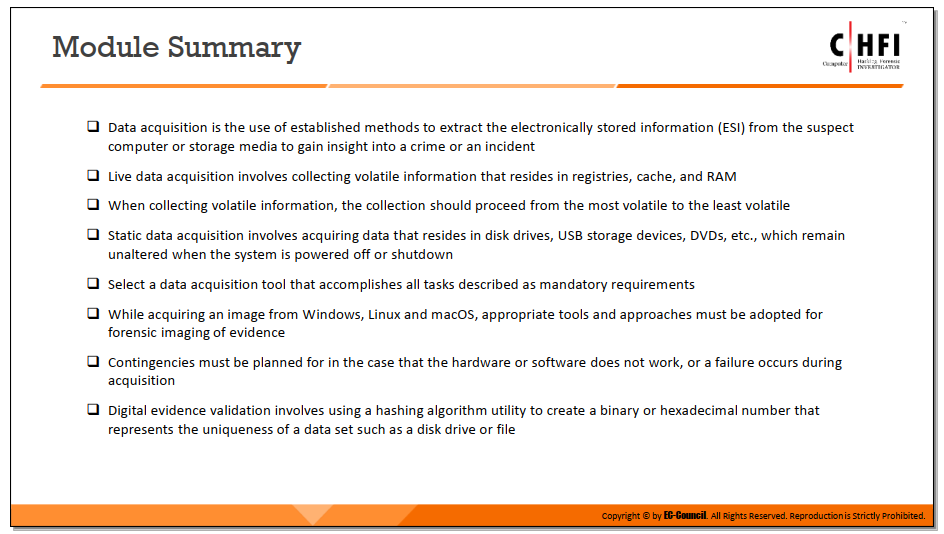 Module Summary
C HFI
Computer Hacking Forensic
INVESTIGATOR
Data acquisition is the use of established methods to extract the electronically stored information (ESI) from the suspect
computer or storage media to gain insight into a crime or an incident
Live data acquisition involves collecting volatile information that resides in registries, cache, and RAM
When collecting volatile information, the collection should proceed from the most volatile to the least volatile
Static data acquisition involves acquiring data that resides in disk drives, USB storage devices, DVDs, etc., which remain
unaltered when the system is powered off or shutdown
Select a data acquisition tool that accomplishes all tasks described as mandatory requirements
While acquiring an image from Windows, Linux and macOS, appropriate tools and approaches must be adopted for
forensic imaging of evidence
Contingencies must be planned for in the case that the hardware or software does not work, or a failure occurs during
acquisition
Digital evidence validation involves using a hashing algorithm utility to create a binary or hexadecimal number that
represents the uniqueness of a data set such as a disk drive or file
Copyright © by EC-Council. All Rights Reserved. Reproduction is Strictly Prohibited.